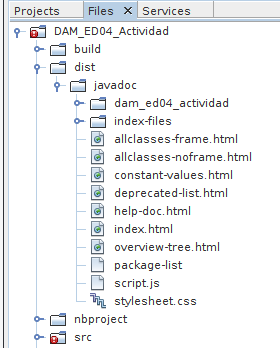 Projects Files X Services
DAM_ED04_Actividad
build
dist
javadoc
dam_ed04_actividad
index-files
allclasses-frame.html
allclasses-noframe.html
constant-values.html
deprecated-list.html
help-doc.html
index.html
overview-tree.html
package-list
script.js
stylesheet.css
nbproject
src